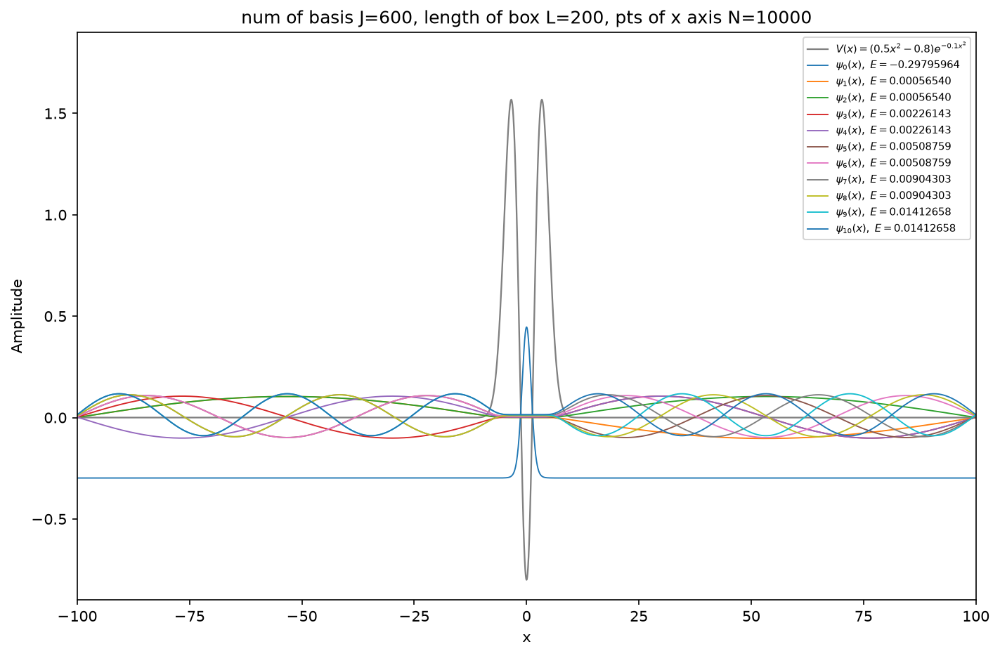 num of basis J=600, length of box L=200, pts of x axis N=10000
V(x) = (0.5x² − 0.8)e^{−0.1x²}
ψ₀(x), E = −0.29795964
ψ₁(x), E = 0.00056540
ψ₂(x), E = 0.00056540
ψ₃(x), E = 0.00226143
ψ₄(x), E = 0.00226143
ψ₅(x), E = 0.00508759
ψ₆(x), E = 0.00508759
ψ₇(x), E = 0.00904303
ψ₈(x), E = 0.00904303
ψ₉(x), E = 0.01412658
ψ₁₀(x), E = 0.01412658
1.5
1.0
0.5
0.0
−0.5
Amplitude
−100 −75 −50 −25 0 25 50 75 100
x